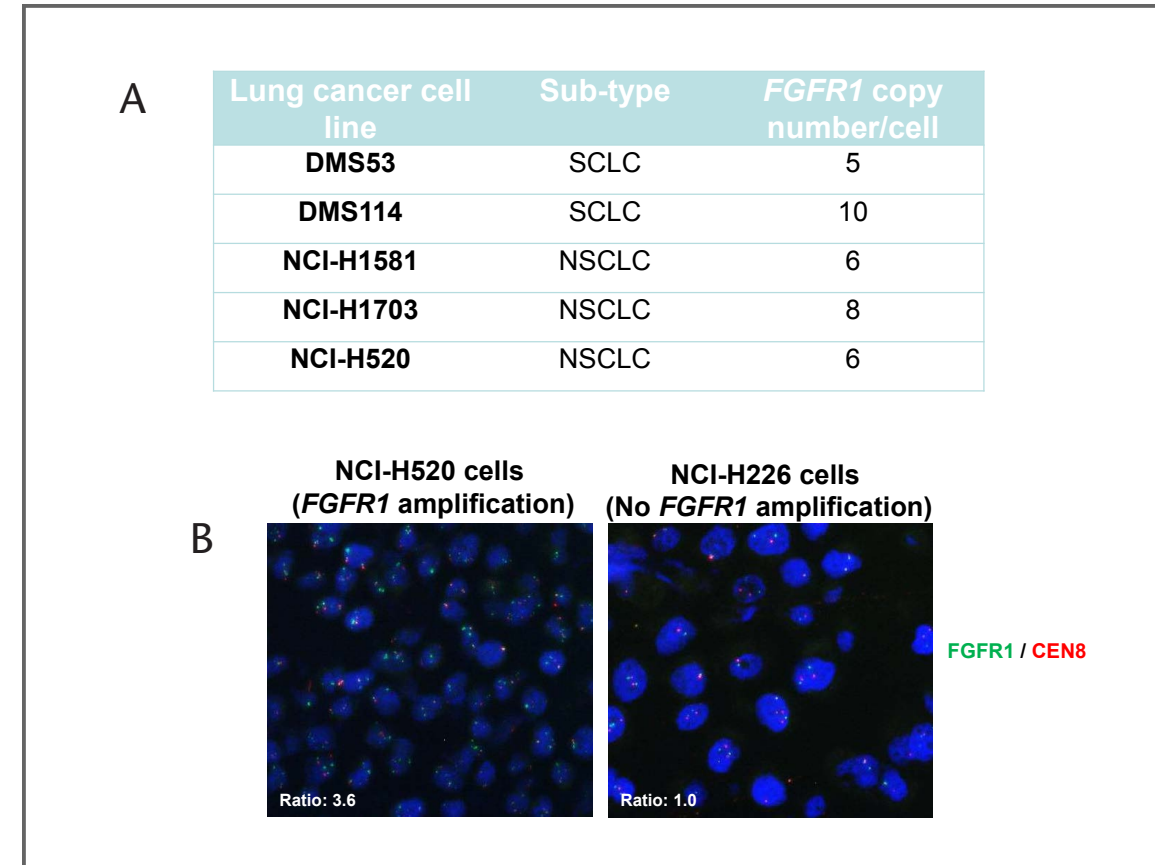 A
Lung cancer cell line Sub-type FGFR1 copy number/cell
DMS53 SCLC 5
DMS114 SCLC 10
NCI-H1581 NSCLC 6
NCI-H1703 NSCLC 8
NCI-H520 NSCLC 6
B
NCI-H520 cells
(FGFR1 amplification)
NCI-H226 cells
(No FGFR1 amplification)
Ratio: 3.6
Ratio: 1.0
FGFR1 / CEN8